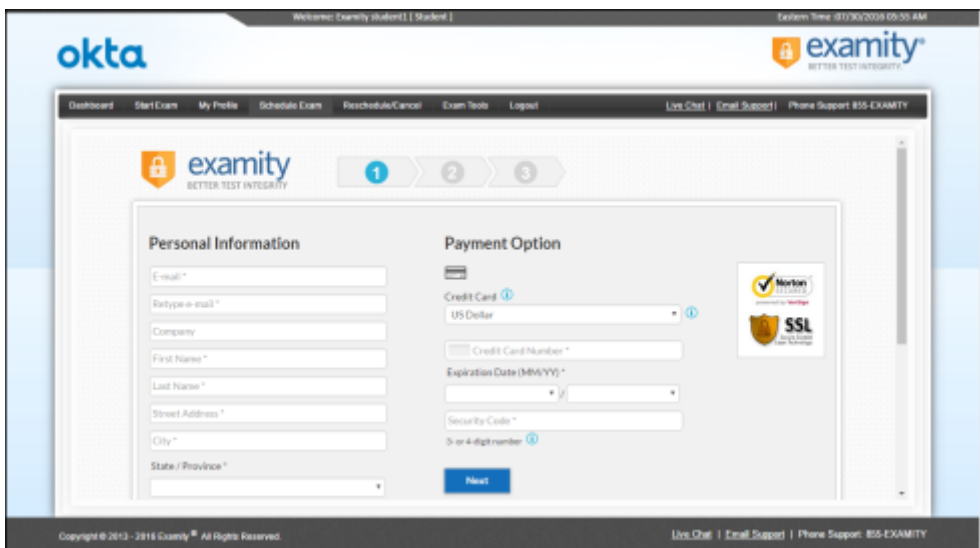 Welcome: Examity student1 [ Student ]
Eastern Time :07/30/2016 05:55 AM
okta
examity®
BETTER TEST INTEGRITY.
Dashboard Start Exam My Profile Schedule Exam Reschedule/Cancel Exam Tools Logout
Live Chat | Email Support | Phone Support 855-EXAMITY
examity
BETTER TEST INTEGRITY
1 2 3
Personal Information
E-mail *
Retype e-mail *
Company
First Name *
Last Name *
Street Address *
City *
State / Province *
Payment Option
Credit Card
US Dollar
Credit Card Number *
Expiration Date (MM/YY) *
/
Security Code *
3- or 4-digit number
Next
Norton
SECURED
powered by VeriSign
SSL
Copyright © 2013 - 2016 Examity ® All Rights Reserved.
Live Chat | Email Support | Phone Support: 855-EXAMITY